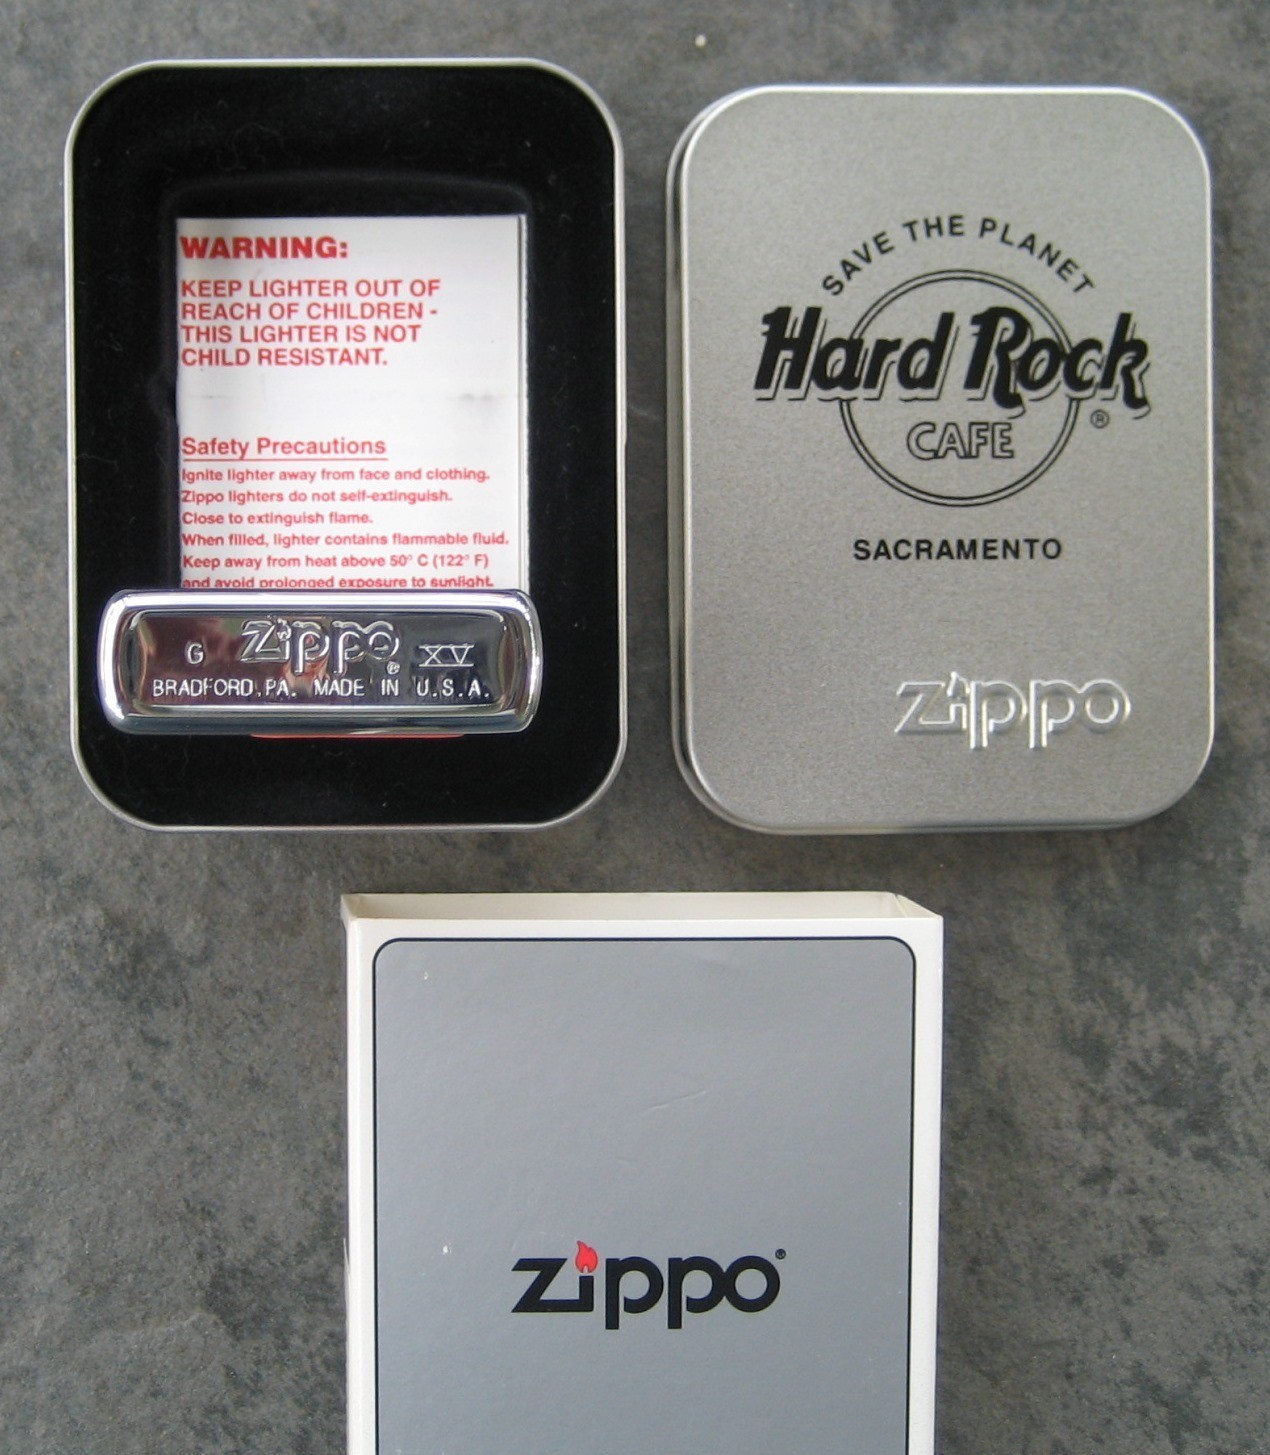 WARNING:
KEEP LIGHTER OUT OF
REACH OF CHILDREN -
THIS LIGHTER IS NOT
CHILD RESISTANT.
Safety Precautions
Ignite lighter away from face and clothing.
Zippo lighters do not self-extinguish.
Close to extinguish flame.
When filled, lighter contains flammable fluid.
Keep away from heat above 50° C (122° F)
and avoid prolonged exposure to sunlight.
G Zippo® XV
BRADFORD, PA. MADE IN U.S.A.
SAVE THE PLANET
Hard Rock
®
CAFE
SACRAMENTO
Zippo
Zippo®